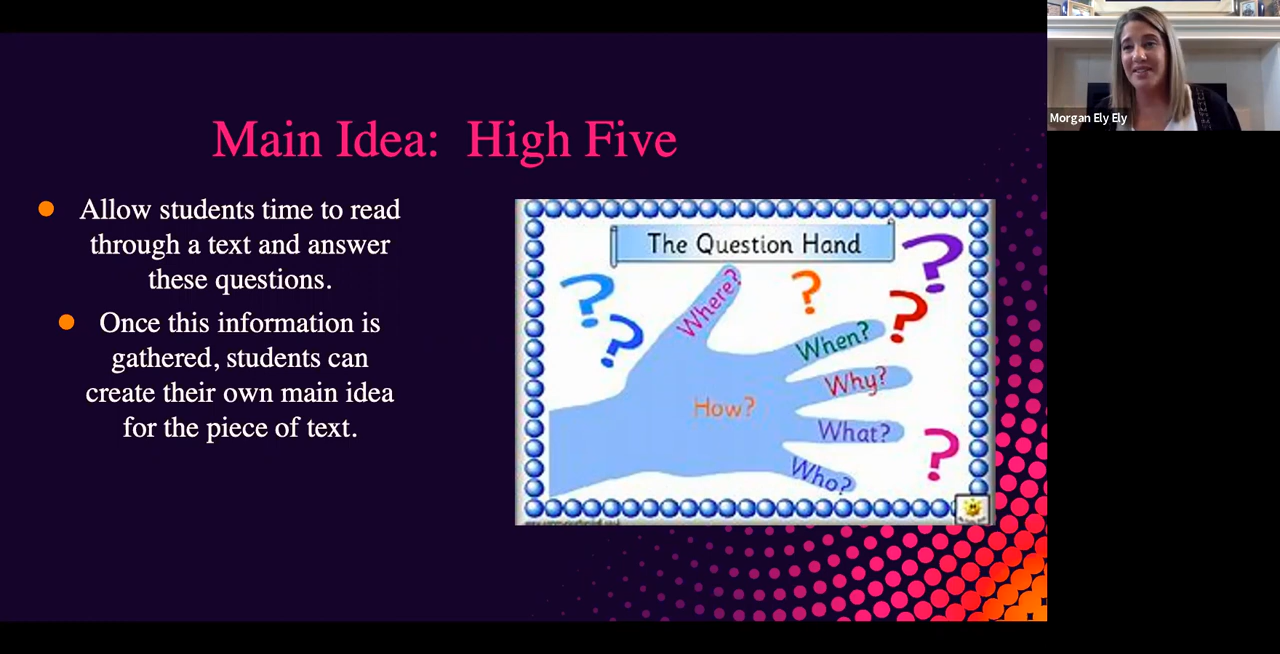 Main Idea:  High Five
Allow students time to read
through a text and answer
these questions.
Once this information is
gathered, students can
create their own main idea
for the piece of text.
The Question Hand
Where?
When?
Why?
How?
What?
Who?
Morgan Ely Ely